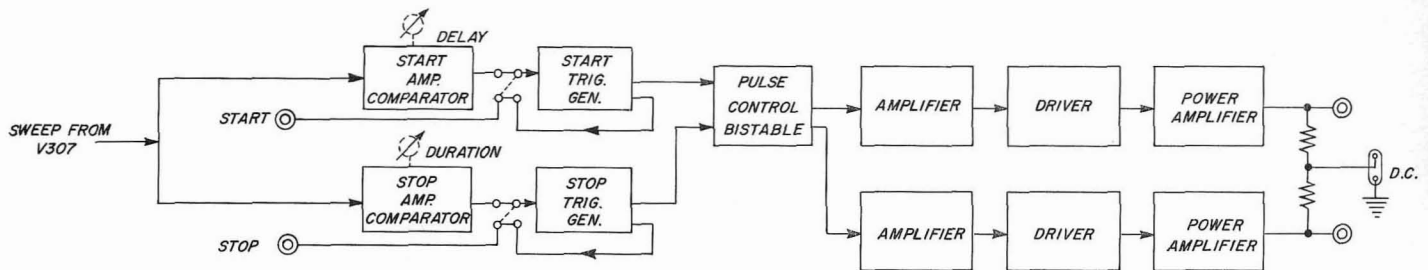 DELAY
START
AMP.
COMPARATOR
START
TRIG.
GEN.
START
SWEEP FROM
V307
DURATION
STOP
AMP.
COMPARATOR
STOP
TRIG.
GEN.
STOP
PULSE
CONTROL
BISTABLE
AMPLIFIER
DRIVER
POWER
AMPLIFIER
D.C.
AMPLIFIER
DRIVER
POWER
AMPLIFIER